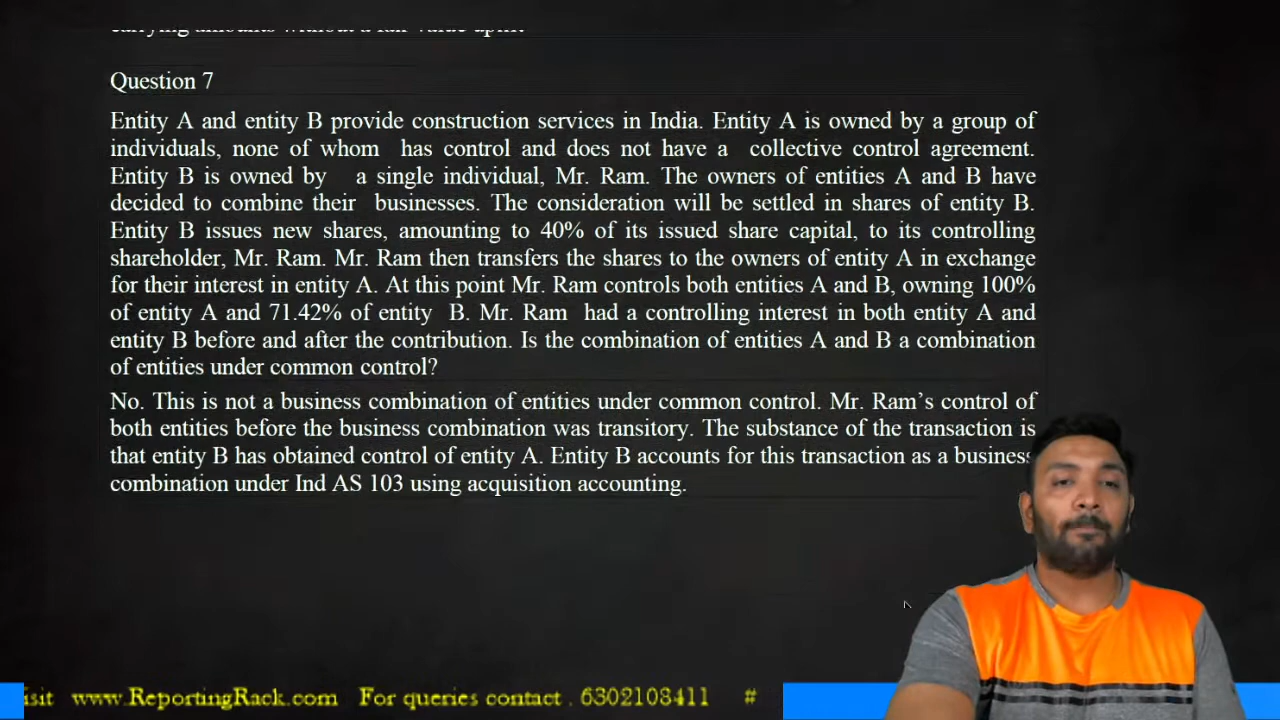 carrying amounts without a fair value uplift
Question 7
Entity A and entity B provide construction services in India. Entity A is owned by a group of
individuals, none of whom has control and does not have a collective control agreement.
Entity B is owned by a single individual, Mr. Ram. The owners of entities A and B have
decided to combine their businesses. The consideration will be settled in shares of entity B.
Entity B issues new shares, amounting to 40% of its issued share capital, to its controlling
shareholder, Mr. Ram. Mr. Ram then transfers the shares to the owners of entity A in exchange
for their interest in entity A. At this point Mr. Ram controls both entities A and B, owning 100%
of entity A and 71.42% of entity B. Mr. Ram had a controlling interest in both entity A and
entity B before and after the contribution. Is the combination of entities A and B a combination
of entities under common control?
No. This is not a business combination of entities under common control. Mr. Ram's control of
both entities before the business combination was transitory. The substance of the transaction is
that entity B has obtained control of entity A. Entity B accounts for this transaction as a business
combination under Ind AS 103 using acquisition accounting.
isit www.ReportingRack.com For queries contact . 6302108411 #